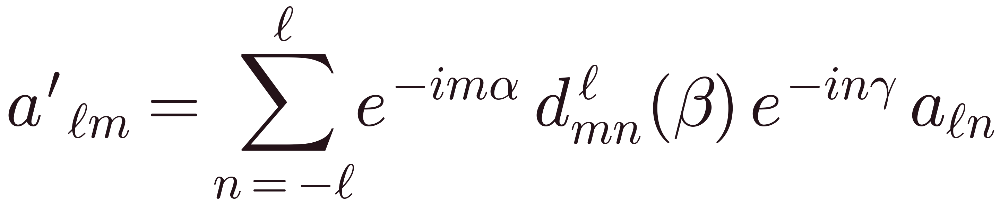 a'_{ℓm} = \sum_{n=-ℓ}^{ℓ} e^{-imα} d^{ℓ}_{mn}(β) e^{-inγ} a_{ℓn}